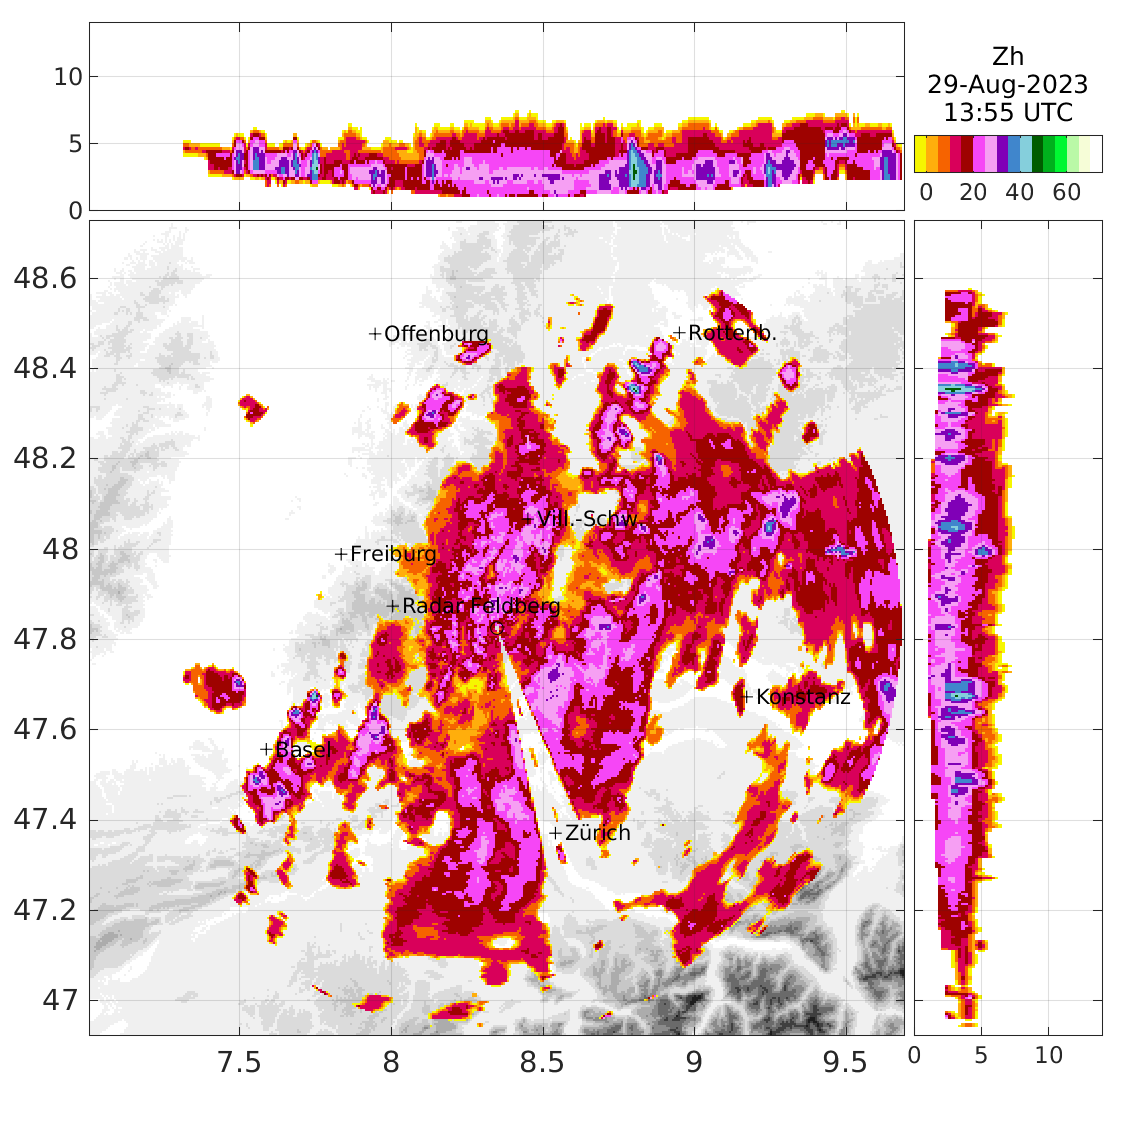 10
5
0
Zh
29-Aug-2023
13:55 UTC
0 20 40 60
48.6
48.4
48.2
48
47.8
47.6
47.4
47.2
47
+Offenburg
+Rottenb.
+Vill.-Schw.
+Freiburg
+Radar Feldberg
+Konstanz
+Basel
+Zürich
7.5 8 8.5 9 9.5
0 5 10